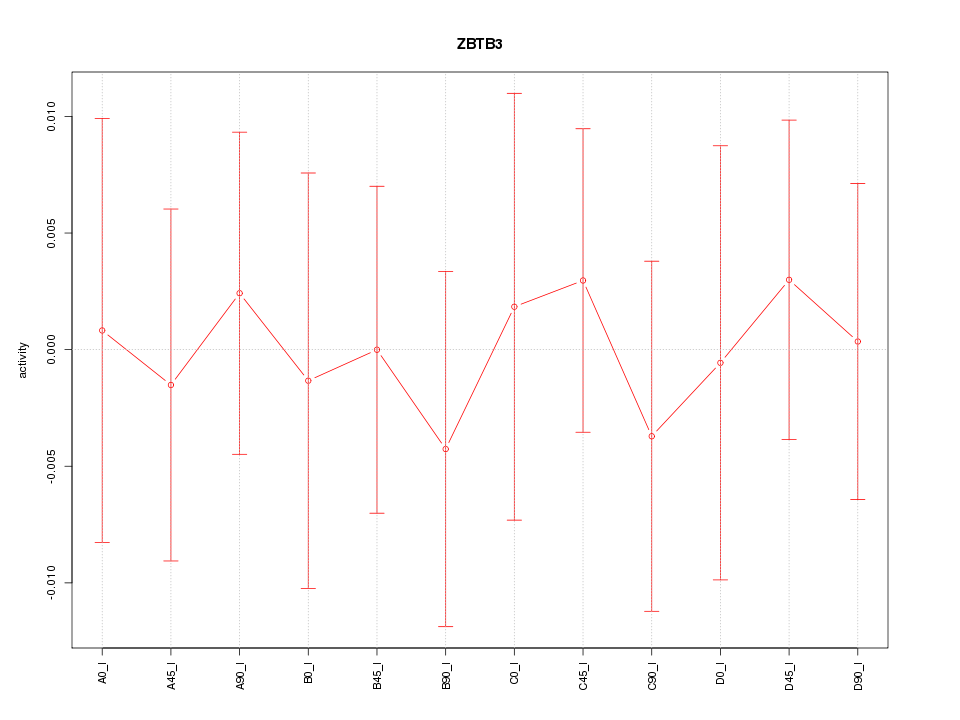 ZBTB3
activity
0.010
0.005
0.000
-0.005
-0.010
A0_I
A45_I
A90_I
B0_I
B45_I
B90_I
C0_I
C45_I
C90_I
D0_I
D45_I
D90_I